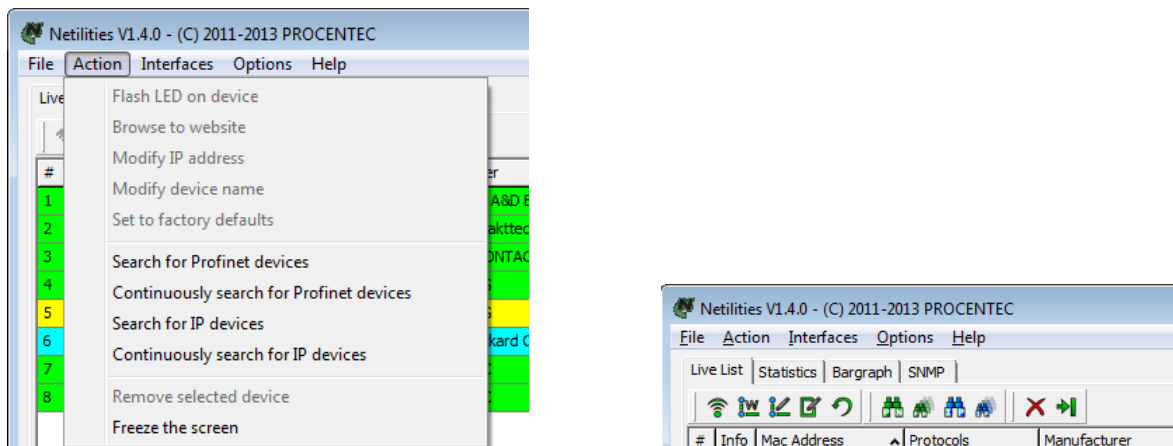 Netilities V1.4.0 - (C) 2011-2013 PROCENTEC
File Action Interfaces Options Help
Live
Flash LED on device
Browse to website
Modify IP address
Modify device name
Set to factory defaults
Search for Profinet devices
Continuously search for Profinet devices
Search for IP devices
Continuously search for IP devices
Remove selected device
Freeze the screen
#
1
2
3
4
5
6
7
8
er
A&D
Netilities V1.4.0 - (C) 2011-2013 PROCENTEC
File Action Interfaces Options Help
Live List Statistics Bargraph SNMP
# Info Mac Address Protocols Manufacturer